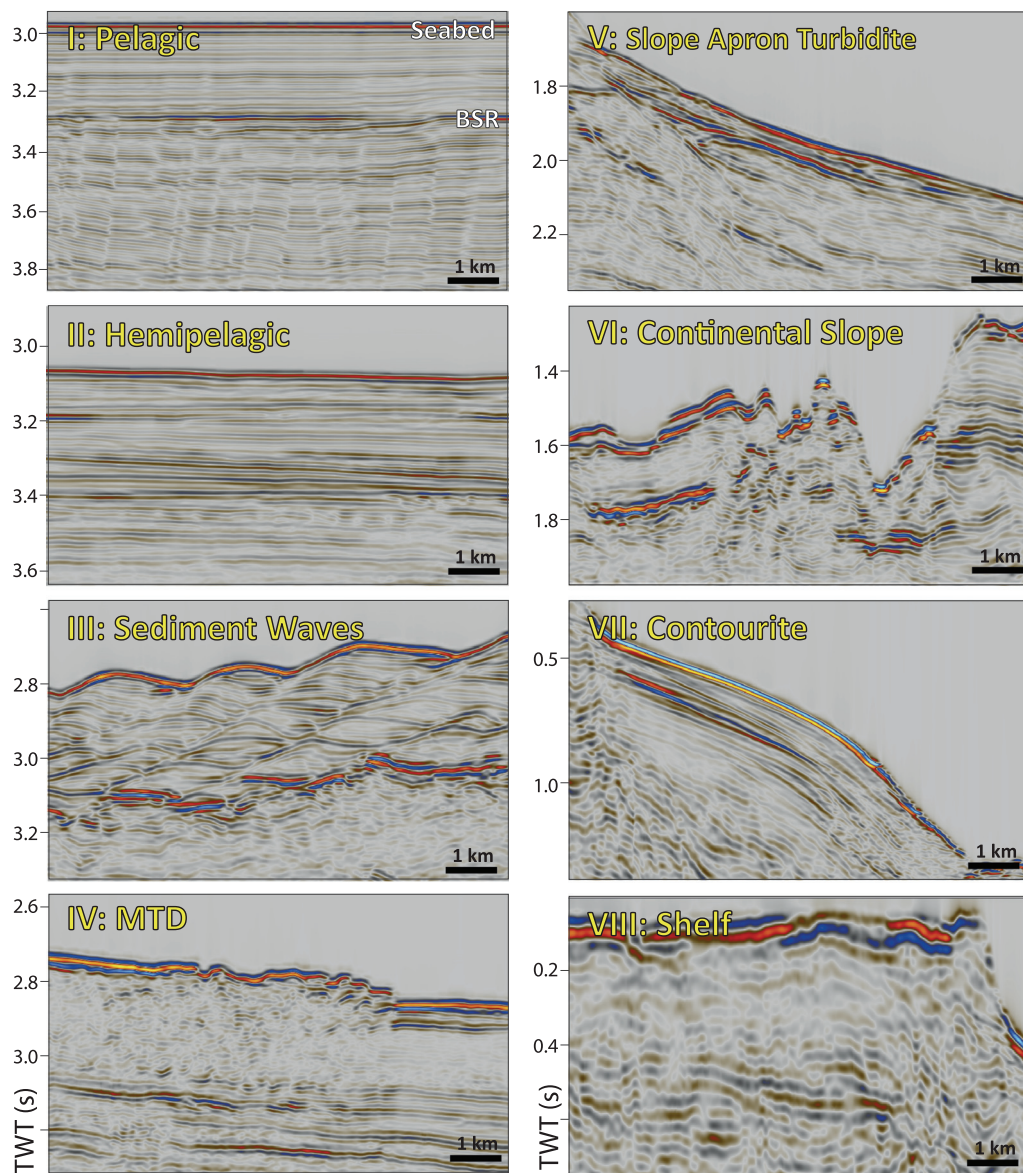 I: Pelagic
Seabed
BSR
3.0
3.2
3.4
3.6
3.8
1 km
V: Slope Apron Turbidite
1.8
2.0
2.2
1 km
II: Hemipelagic
3.0
3.2
3.4
3.6
1 km
VI: Continental Slope
1.4
1.6
1.8
1 km
III: Sediment Waves
2.8
3.0
3.2
1 km
VII: Contourite
0.5
1.0
1 km
IV: MTD
2.6
2.8
3.0
TWT (s)
1 km
VIII: Shelf
0.2
0.4
TWT (s)
1 km